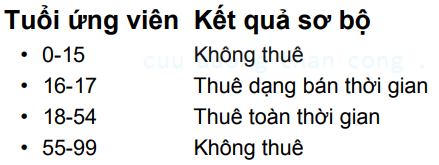 Tuổi ứng viên Kết quả sơ bộ
• 0-15 Không thuê
• 16-17 Thuê dạng bán thời gian
• 18-54 Thuê toàn thời gian
• 55-99 Không thuê